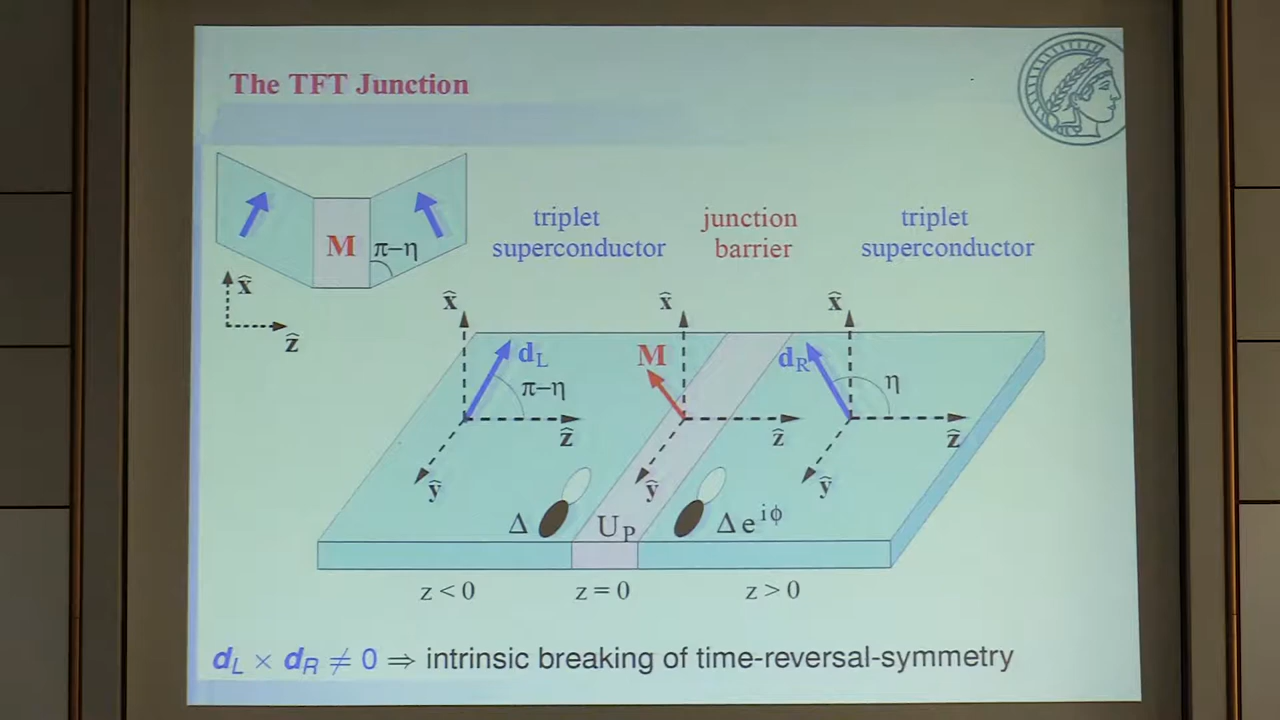 The TFT Junction
M
π−η
x̂
ẑ
triplet superconductor
junction barrier
triplet superconductor
x̂
d_L
π−η
ẑ
ŷ
x̂
M
ẑ
ŷ
x̂
d_R
η
ẑ
ŷ
Δ
U_P
Δ e^{iϕ}
z < 0
z = 0
z > 0
d_L × d_R ≠ 0 ⇒ intrinsic breaking of time-reversal-symmetry